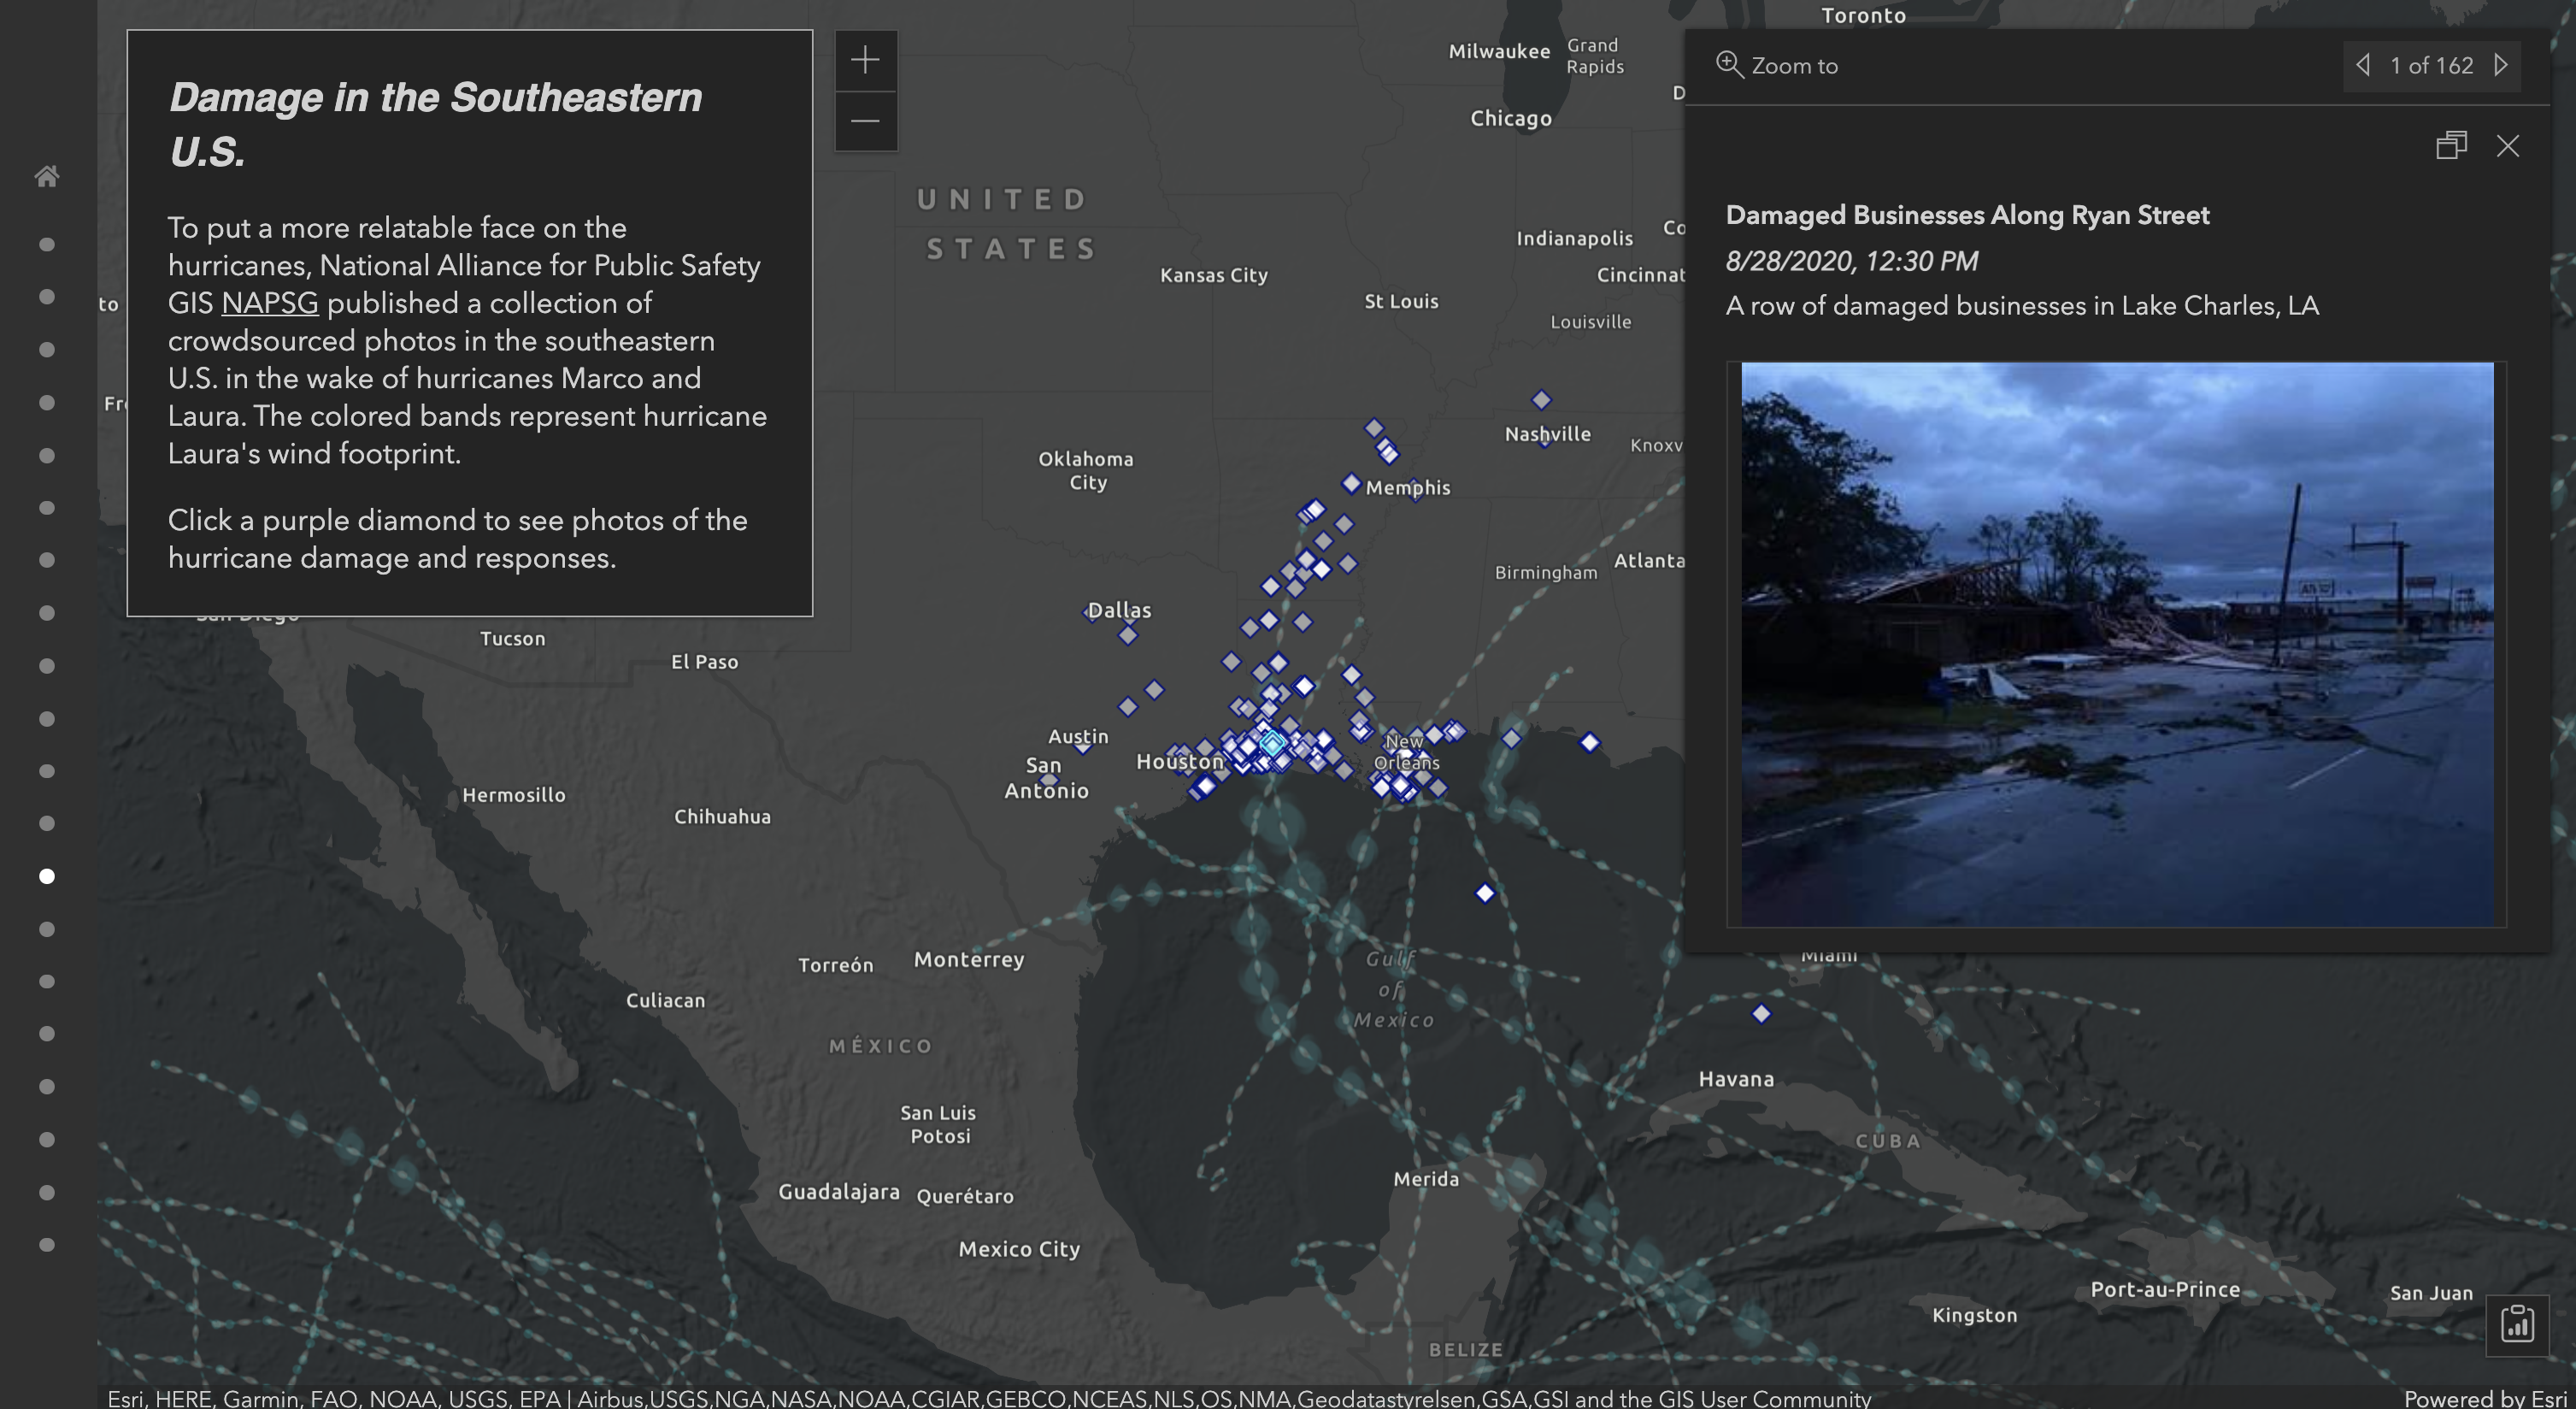 Damage in the Southeastern
U.S.
To put a more relatable face on the
hurricanes, National Alliance for Public Safety
GIS NAPSG published a collection of
crowdsourced photos in the southeastern
U.S. in the wake of hurricanes Marco and
Laura. The colored bands represent hurricane
Laura's wind footprint.
Click a purple diamond to see photos of the
hurricane damage and responses.
Zoom to
1 of 162
Damaged Businesses Along Ryan Street
8/28/2020, 12:30 PM
A row of damaged businesses in Lake Charles, LA
Toronto
Milwaukee
Grand
Rapids
D
Chicago
UNITED
STATES
Indianapolis
Co
Kansas City
Cincinnat
St Louis
Louisville
to
Fr
Nashville
Knoxv
Oklahoma
City
Memphis
Birmingham
Atlanta
Dallas
San Diego
Tucson
El Paso
Austin
New
Orleans
Houston
San
Antonio
Hermosillo
Chihuahua
Gulf
of
Mexico
Torreón
Monterrey
Miami
Culiacan
MÉXICO
Havana
San Luis
Potosi
CUBA
Merida
Guadalajara
Querétaro
Mexico City
Port-au-Prince
San Juan
Kingston
BELIZE
Esri, HERE, Garmin, FAO, NOAA, USGS, EPA | Airbus,USGS,NGA,NASA,NOAA,CGIAR,GEBCO,NCEAS,NLS,OS,NMA,Geodatastyrelsen,GSA,GSI and the GIS User Community
Powered by Esri